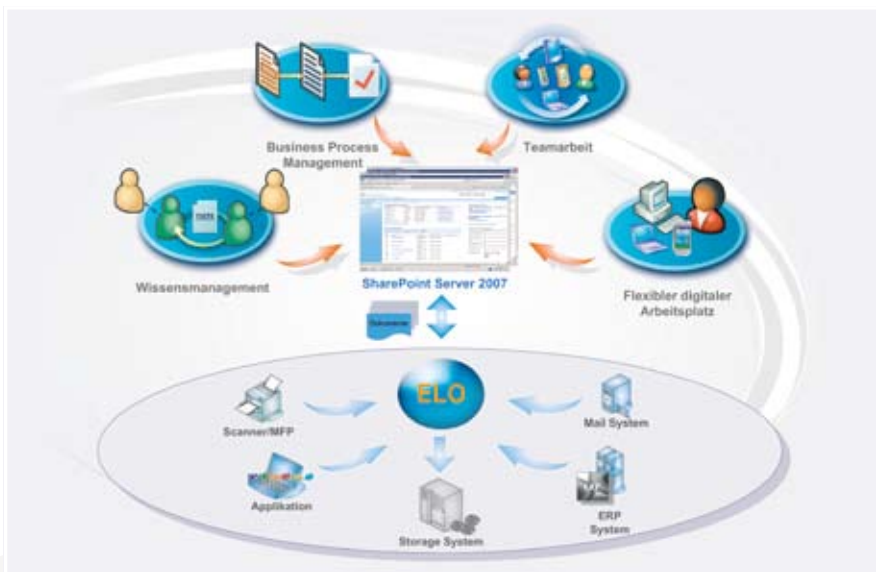 Business Process
Management
Teamarbeit
Wissensmanagement
SharePoint Server 2007
Flexibler digitaler
Arbeitsplatz
Dokumente
ELO
Scanner/MFP
Mail System
Applikation
ERP
System
Storage System